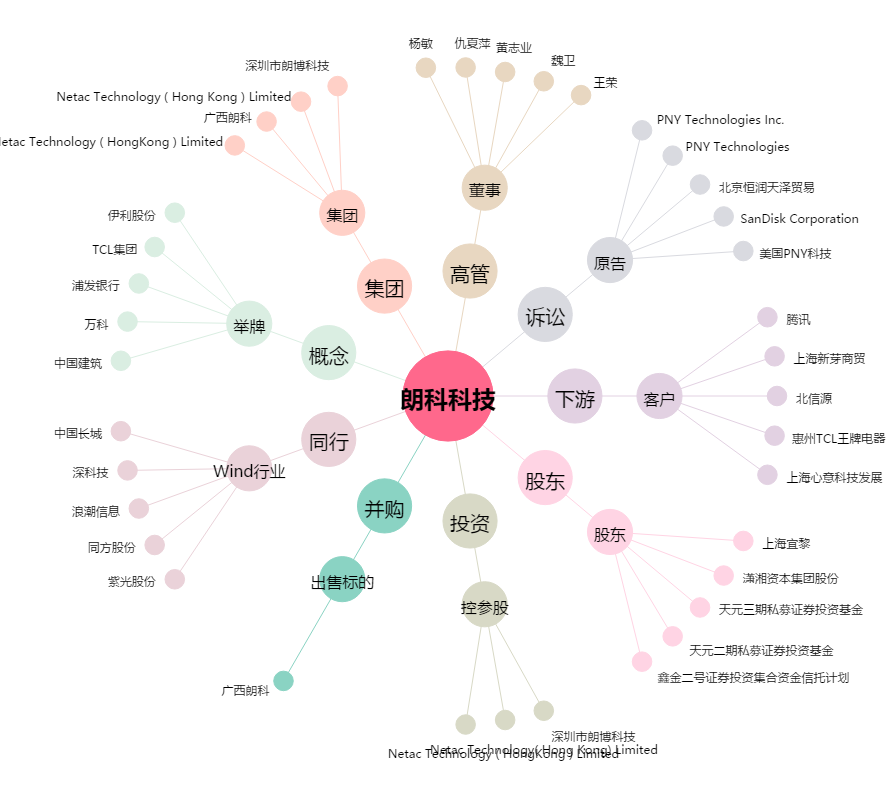 杨敏
仇夏萍
黄志业
魏卫
王荣
董事
高管
深圳市朗博科技
Netac Technology ( Hong Kong ) Limited
广西朗科
Netac Technology ( HongKong ) Limited
集团
集团
PNY Technologies Inc.
PNY Technologies
北京恒润天泽贸易
SanDisk Corporation
美国PNY科技
原告
诉讼
伊利股份
TCL集团
浦发银行
万科
中国建筑
举牌
概念
朗科科技
下游
客户
腾讯
上海新芽商贸
北信源
惠州TCL王牌电器
上海心意科技发展
中国长城
深科技
浪潮信息
同方股份
紫光股份
Wind行业
同行
并购
出售标的
广西朗科
投资
控参股
深圳市朗博科技
Netac Technology( Hong Kong) Limited
Netac Technology ( HongKong ) Limited
股东
股东
上海宜黎
潇湘资本集团股份
天元三期私募证券投资基金
天元二期私募证券投资基金
鑫金二号证券投资集合资金信托计划